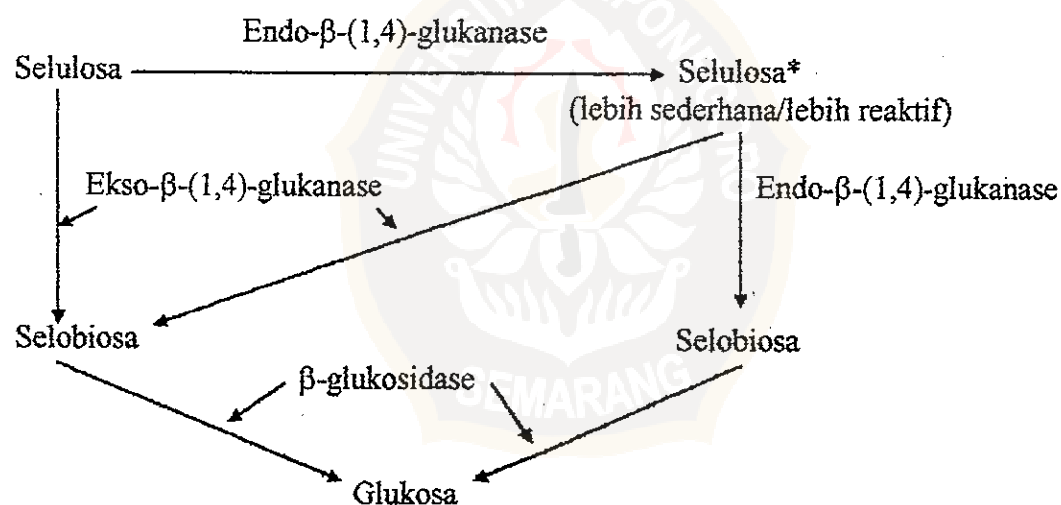 Endo-β-(1,4)-glukanase
Selulosa
Selulosa*
(lebih sederhana/lebih reaktif)
Ekso-β-(1,4)-glukanase
Endo-β-(1,4)-glukanase
Selobiosa
Selobiosa
β-glukosidase
SEMARANG
Glukosa